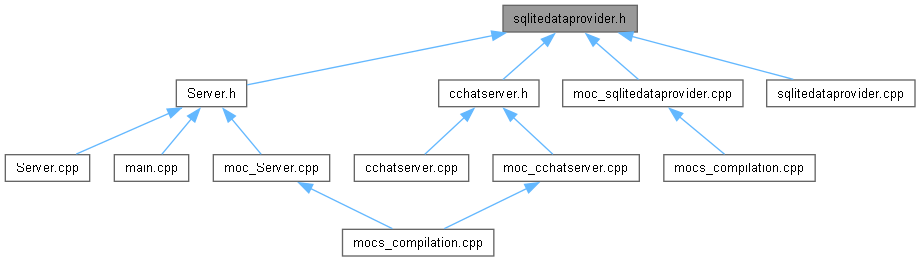 sqlitedataprovider.h
Server.h
cchatserver.h
moc_sqlitedataprovider.cpp
sqlitedataprovider.cpp
Server.cpp
main.cpp
moc_Server.cpp
cchatserver.cpp
moc_cchatserver.cpp
mocs_compilation.cpp
mocs_compilation.cpp